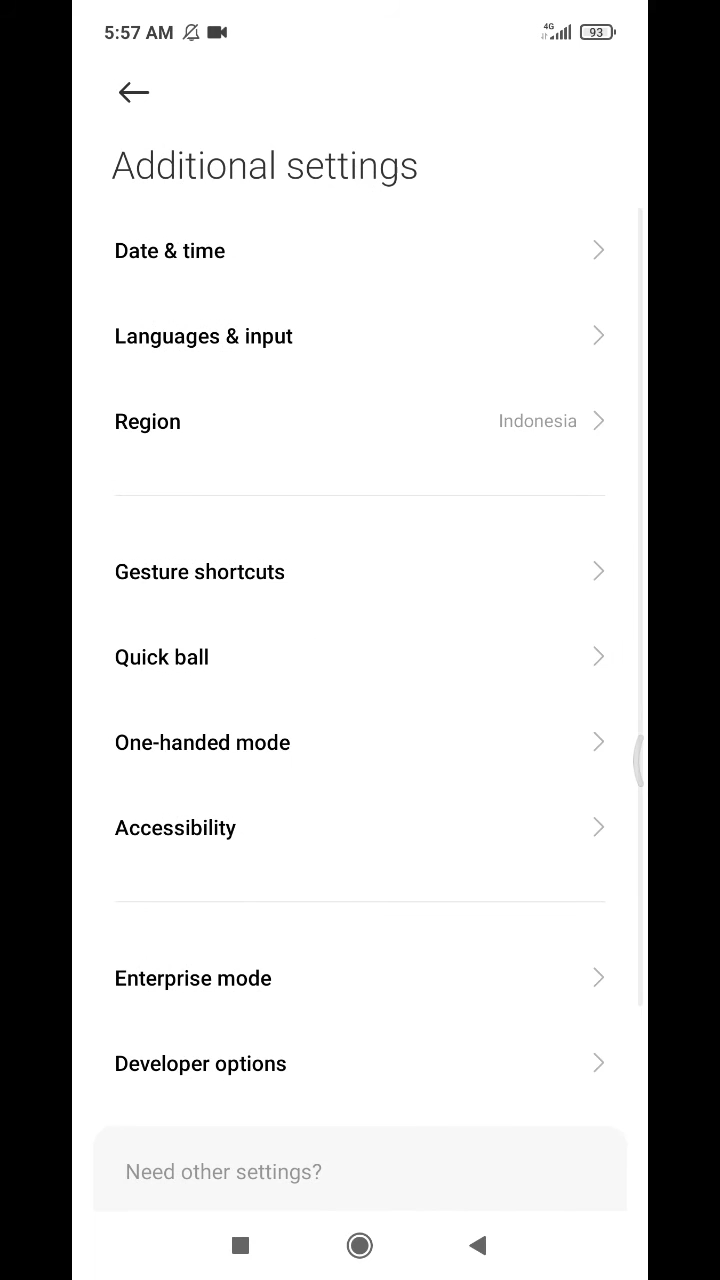 5:57 AM
4G
93
Additional settings
Date & time
Languages & input
Region
Indonesia
Gesture shortcuts
Quick ball
One-handed mode
Accessibility
Enterprise mode
Developer options
Need other settings?